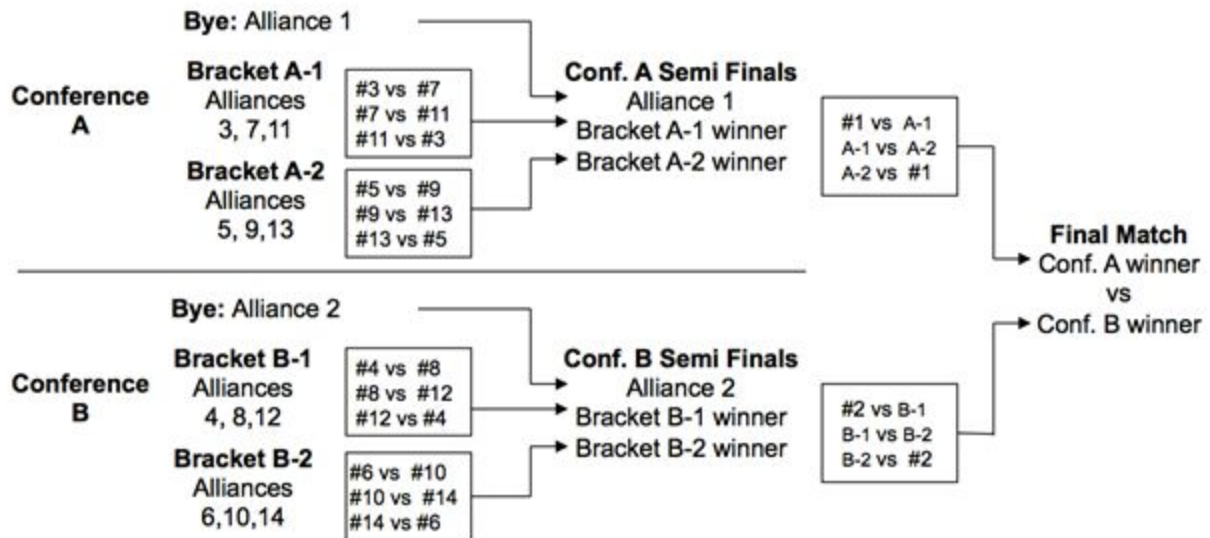 Bye: Alliance 1
Conference
A
Bracket A-1
Alliances
3, 7,11
#3 vs #7
#7 vs #11
#11 vs #3
Bracket A-2
Alliances
5, 9,13
#5 vs #9
#9 vs #13
#13 vs #5
Conf. A Semi Finals
Alliance 1
Bracket A-1 winner
Bracket A-2 winner
#1 vs A-1
A-1 vs A-2
A-2 vs #1
Bye: Alliance 2
Conference
B
Bracket B-1
Alliances
4, 8,12
#4 vs #8
#8 vs #12
#12 vs #4
Bracket B-2
Alliances
6,10,14
#6 vs #10
#10 vs #14
#14 vs #6
Conf. B Semi Finals
Alliance 2
Bracket B-1 winner
Bracket B-2 winner
#2 vs B-1
B-1 vs B-2
B-2 vs #2
Final Match
Conf. A winner
vs
Conf. B winner